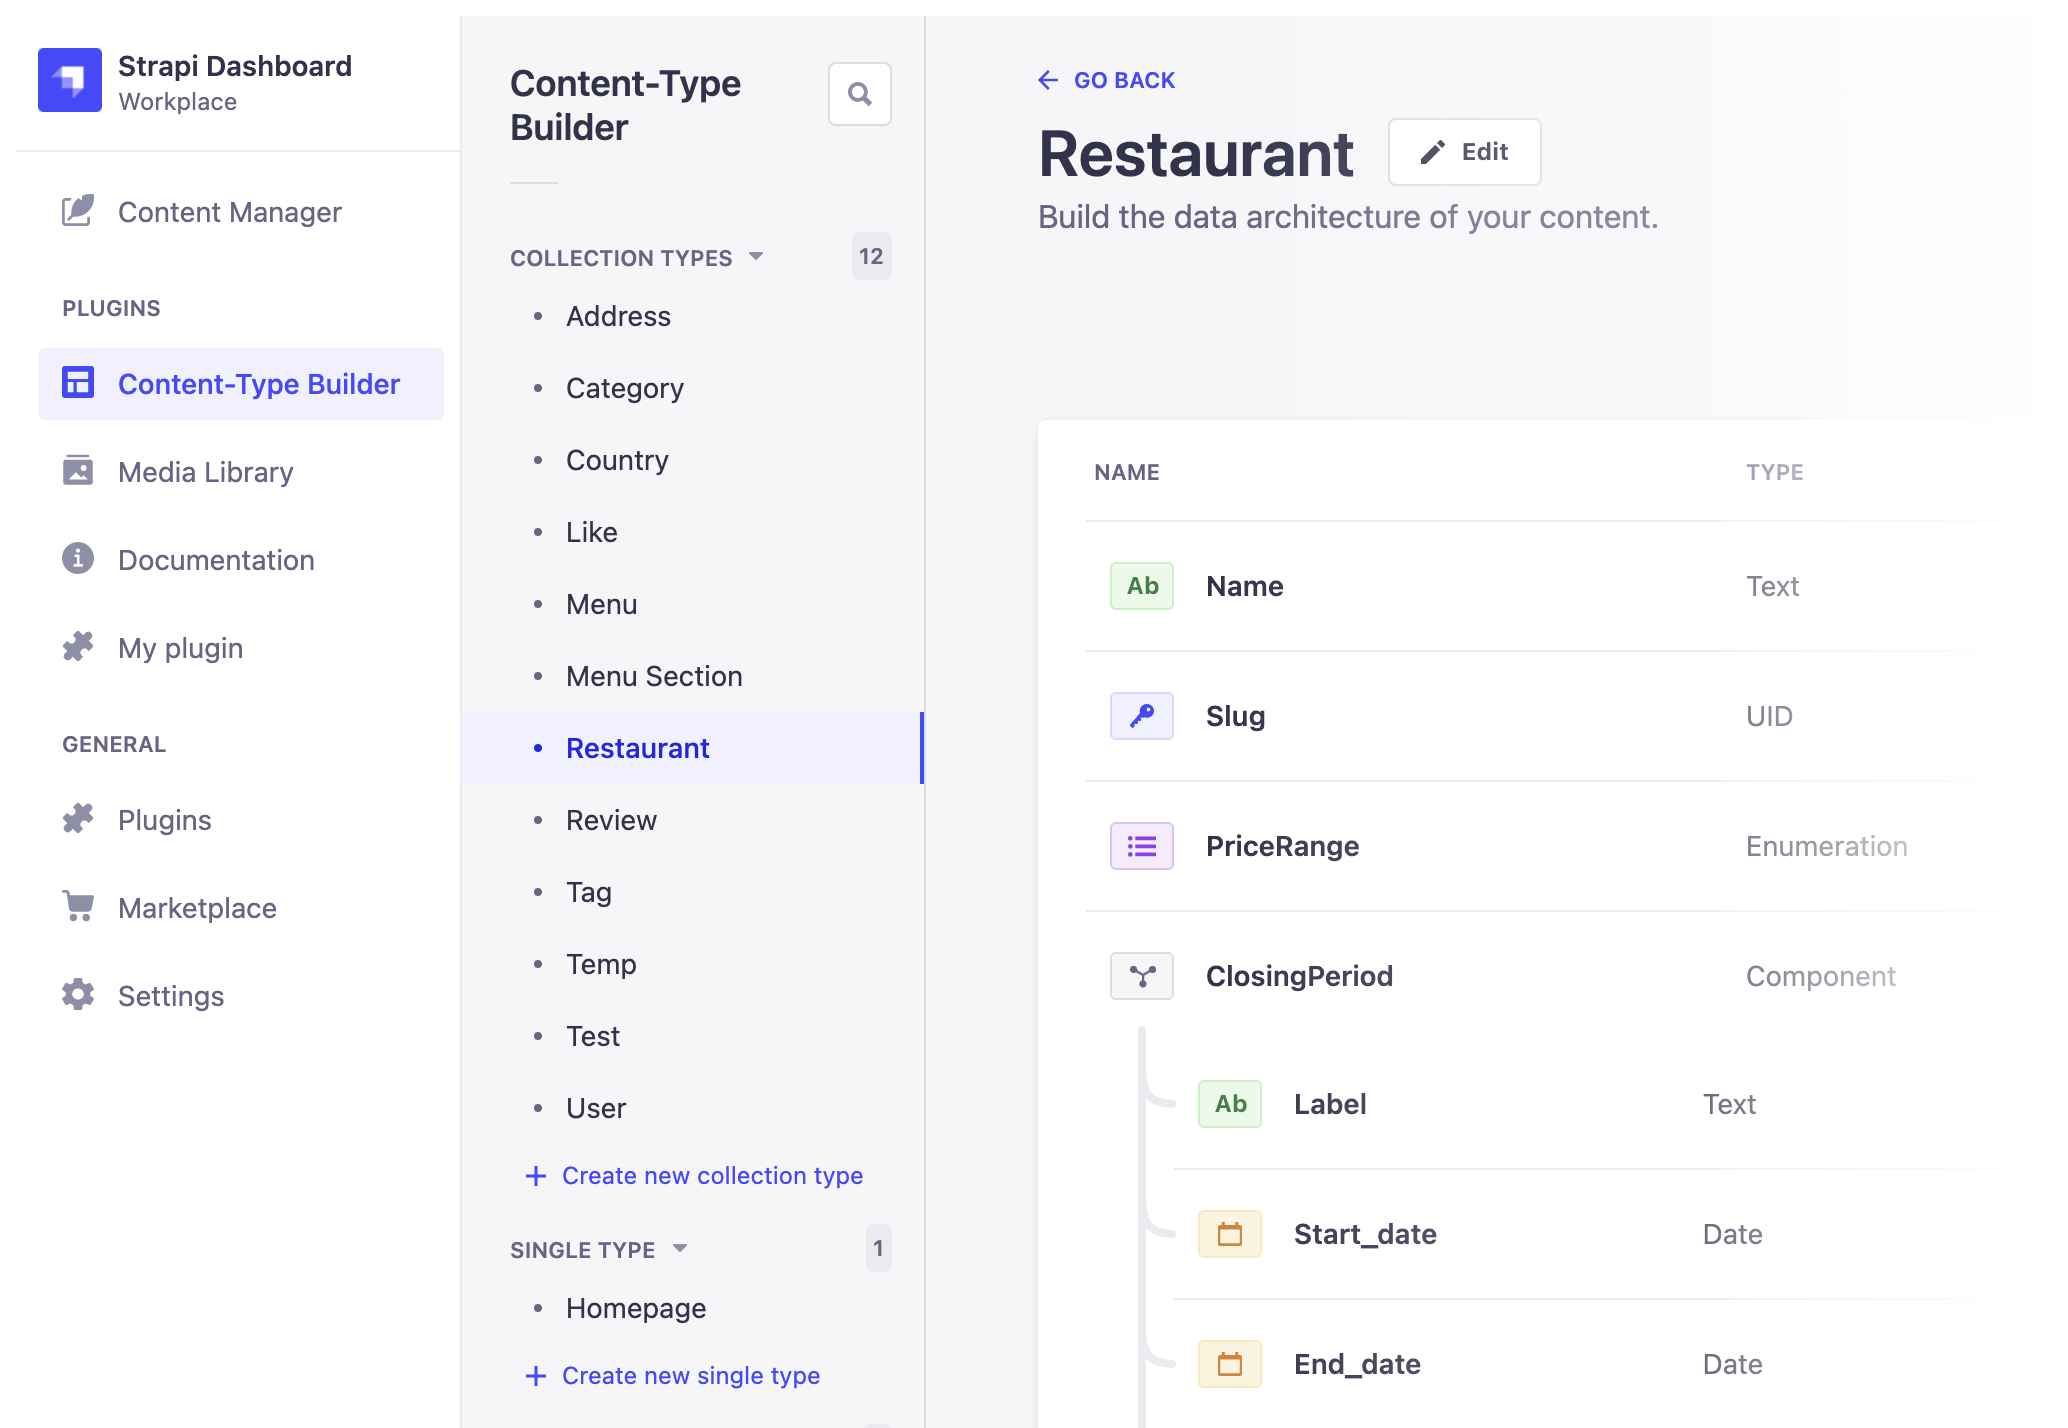 Strapi Dashboard
Workplace
Content Manager
PLUGINS
Content-Type Builder
Media Library
Documentation
My plugin
GENERAL
Plugins
Marketplace
Settings
Content-Type
Builder
COLLECTION TYPES 12
Address
Category
Country
Like
Menu
Menu Section
Restaurant
Review
Tag
Temp
Test
User
Create new collection type
SINGLE TYPE 1
Homepage
Create new single type
GO BACK
Restaurant Edit
Build the data architecture of your content.
NAME TYPE
Ab Name Text
Slug UID
PriceRange Enumeration
ClosingPeriod Component
Ab Label Text
Start_date Date
End_date Date